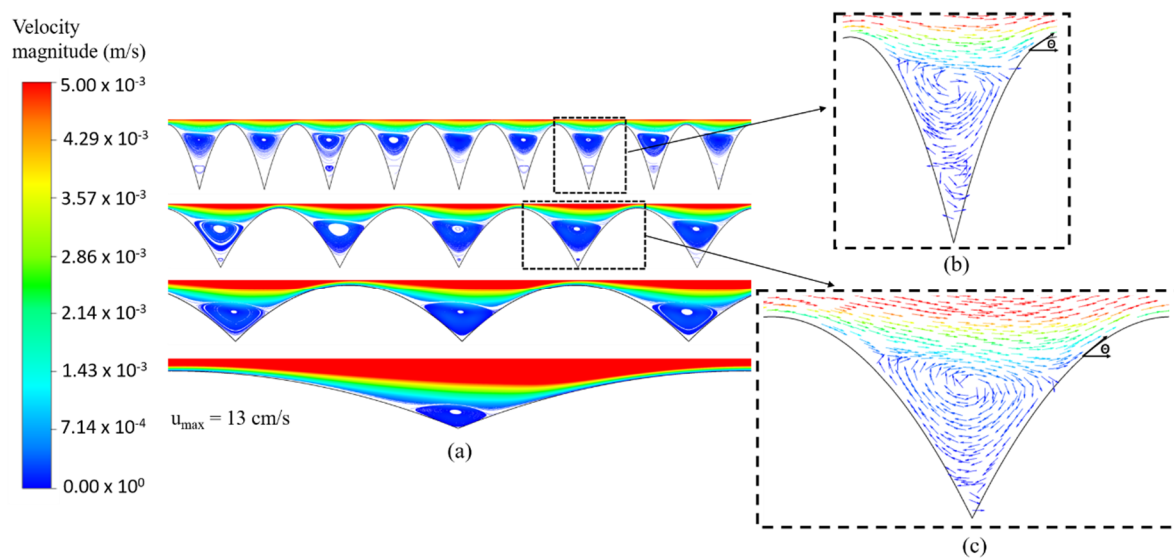 Velocity
magnitude (m/s)
5.00 x 10⁻³
4.29 x 10⁻³
3.57 x 10⁻³
2.86 x 10⁻³
2.14 x 10⁻³
1.43 x 10⁻³
7.14 x 10⁻⁴
0.00 x 10⁰
uₘₐₓ = 13 cm/s
(a)
Θ
(b)
Θ
(c)